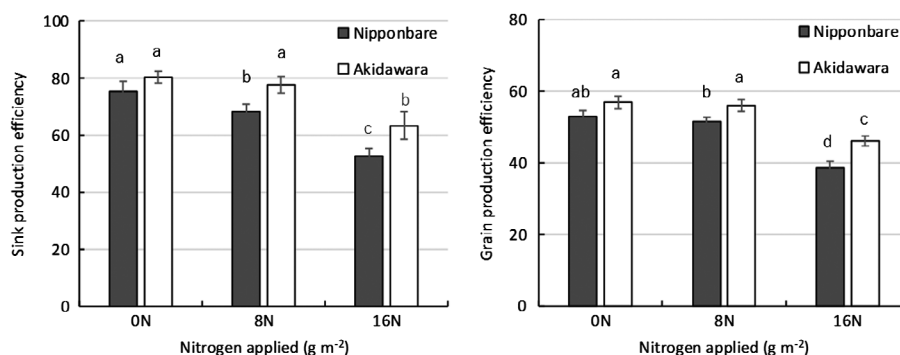 100
80
60
40
20
0
Sink production efficiency
Nipponbare
Akidawara
a
a
b
a
c
b
0N
8N
16N
Nitrogen applied (g m⁻²)
80
60
40
20
0
Grain production efficiency
Nipponbare
Akidawara
ab
a
b
a
d
c
0N
8N
16N
Nitrogen applied (g m⁻²)